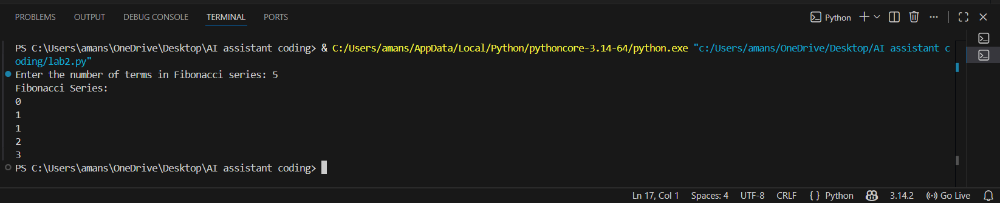 PROBLEMS OUTPUT DEBUG CONSOLE TERMINAL PORTS Python
PS C:\Users\amans\OneDrive\Desktop\AI assistant coding> & C:/Users/amans/AppData/Local/Python/pythoncore-3.14-64/python.exe "c:/Users/amans/OneDrive/Desktop/AI assistant c
oding/lab2.py"
Enter the number of terms in Fibonacci series: 5
Fibonacci Series:
0
1
1
2
3
PS C:\Users\amans\OneDrive\Desktop\AI assistant coding>
Ln 17, Col 1 Spaces: 4 UTF-8 CRLF { } Python 3.14.2 Go Live